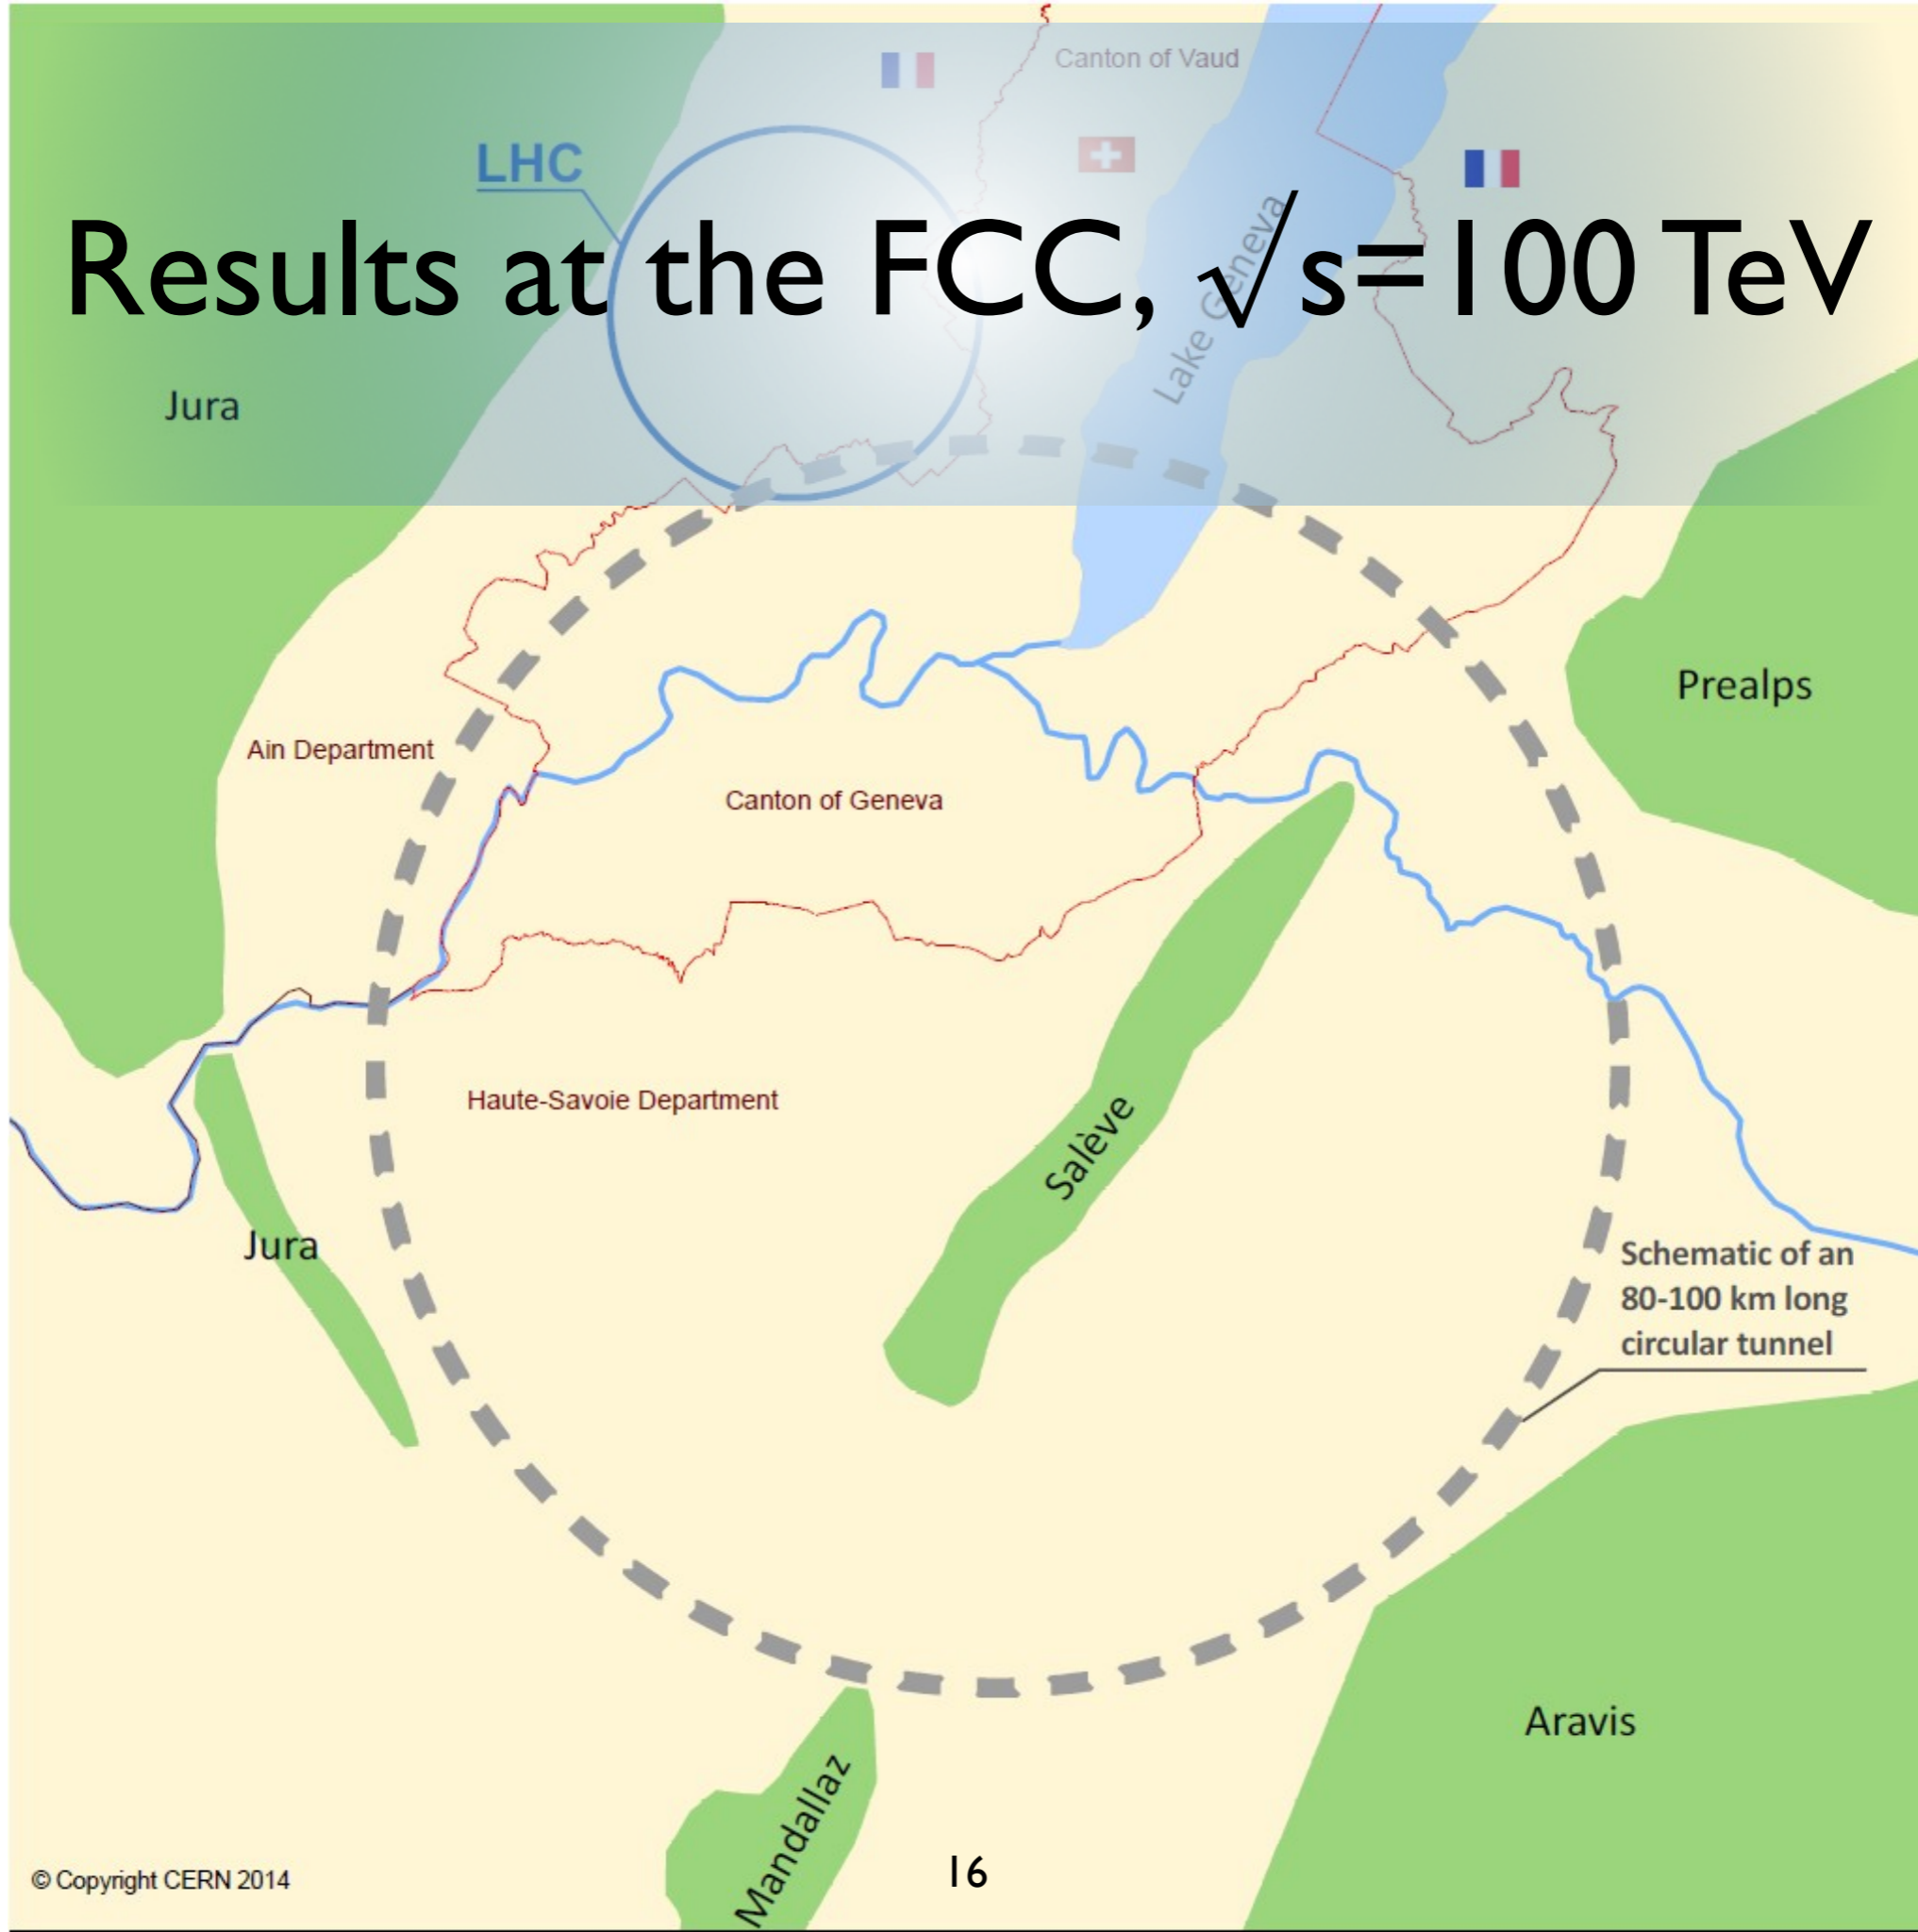 Canton of Vaud
LHC
Results at the FCC, √s=100 TeV
Lake Geneva
Jura
Prealps
Ain Department
Canton of Geneva
Haute-Savoie Department
Salève
Jura
Schematic of an
80-100 km long
circular tunnel
Aravis
Mandallaz
16
© Copyright CERN 2014